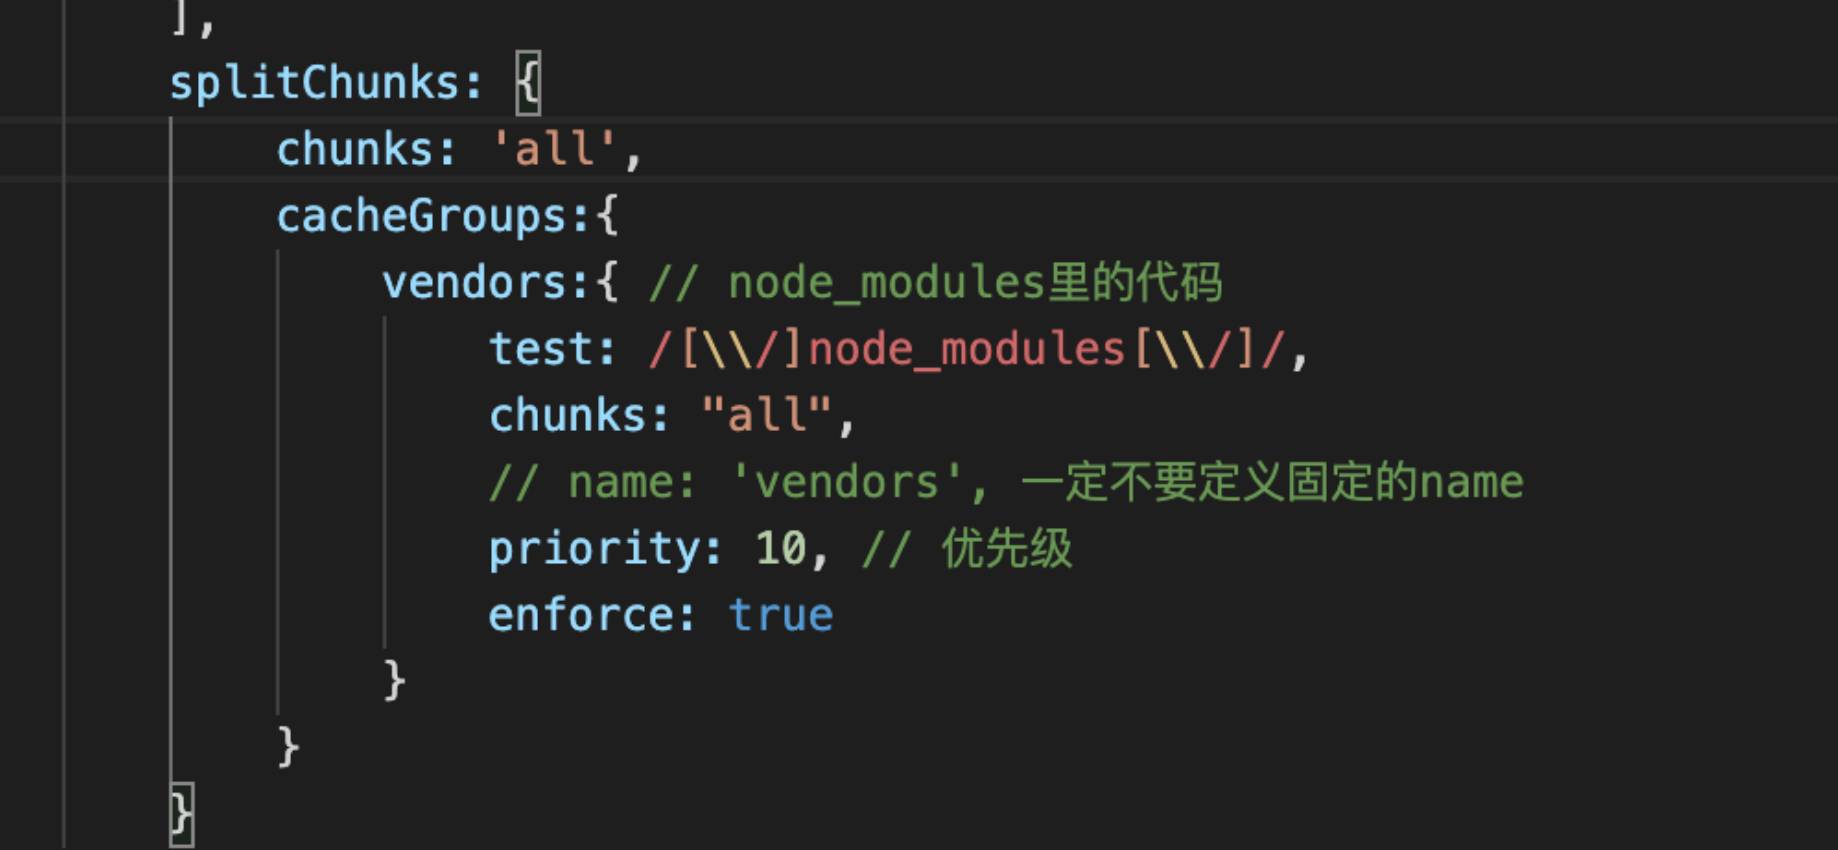 ],
splitChunks: {
chunks: 'all',
cacheGroups:{
vendors:{ // node_modules里的代码
test: /[\\/]node_modules[\\/]/,
chunks: "all",
// name: 'vendors', 一定不要定义固定的name
priority: 10, // 优先级
enforce: true
}
}
}